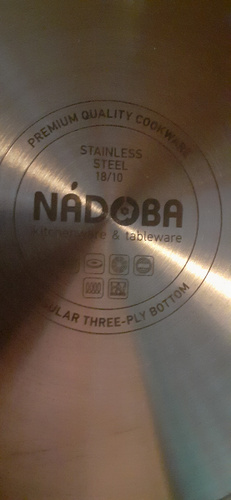 PREMIUM QUALITY COOKWARE
STAINLESS
STEEL
18/10
NÁDOBA
& tableware
THREE-PLY BOTTOM